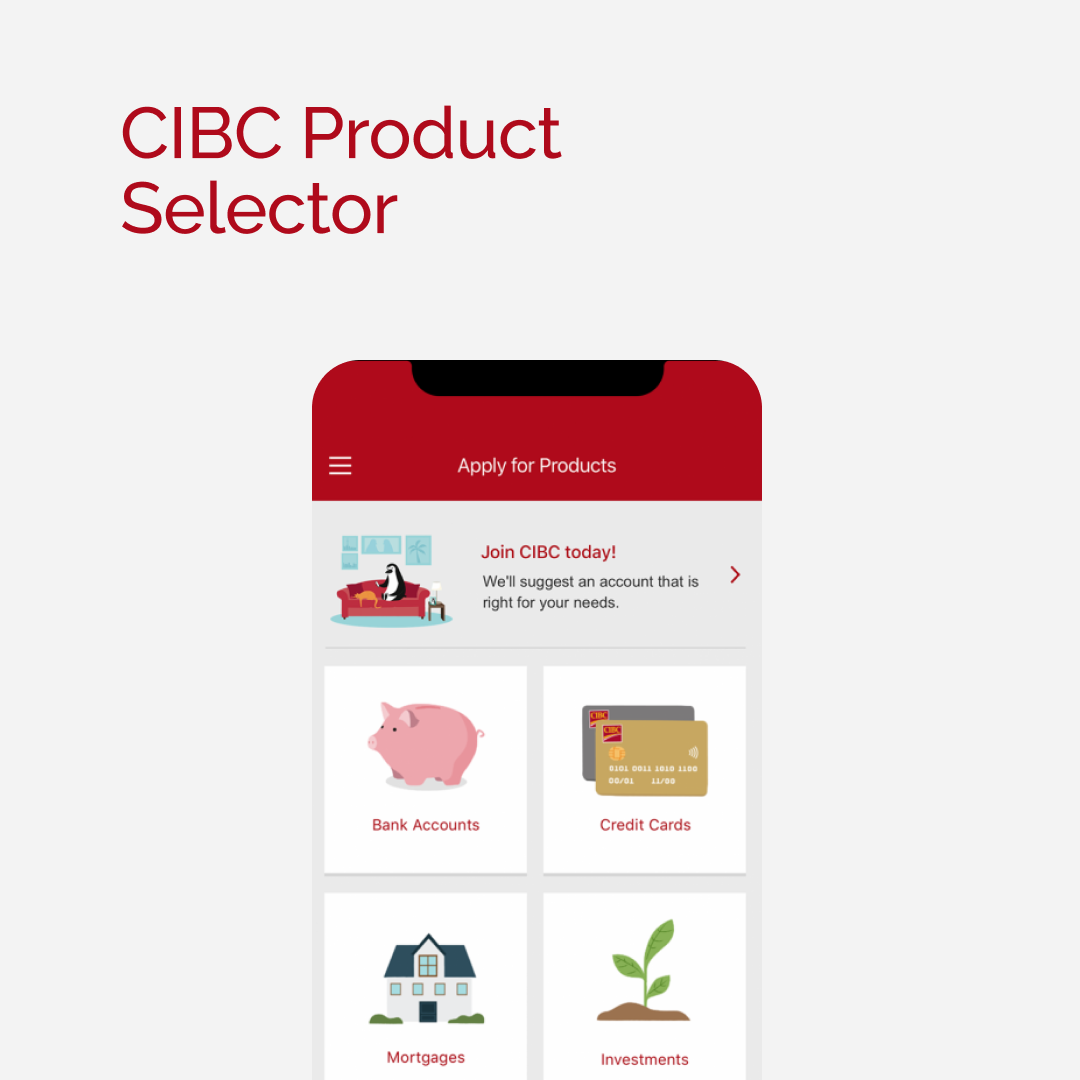 CIBC Product
Selector
Apply for Products
Join CIBC today!
We'll suggest an account that is
right for your needs.
CIBC
CIBC
6101 0011 1010 1100
00/01 11/00
Bank Accounts
Credit Cards
Mortgages
Investments